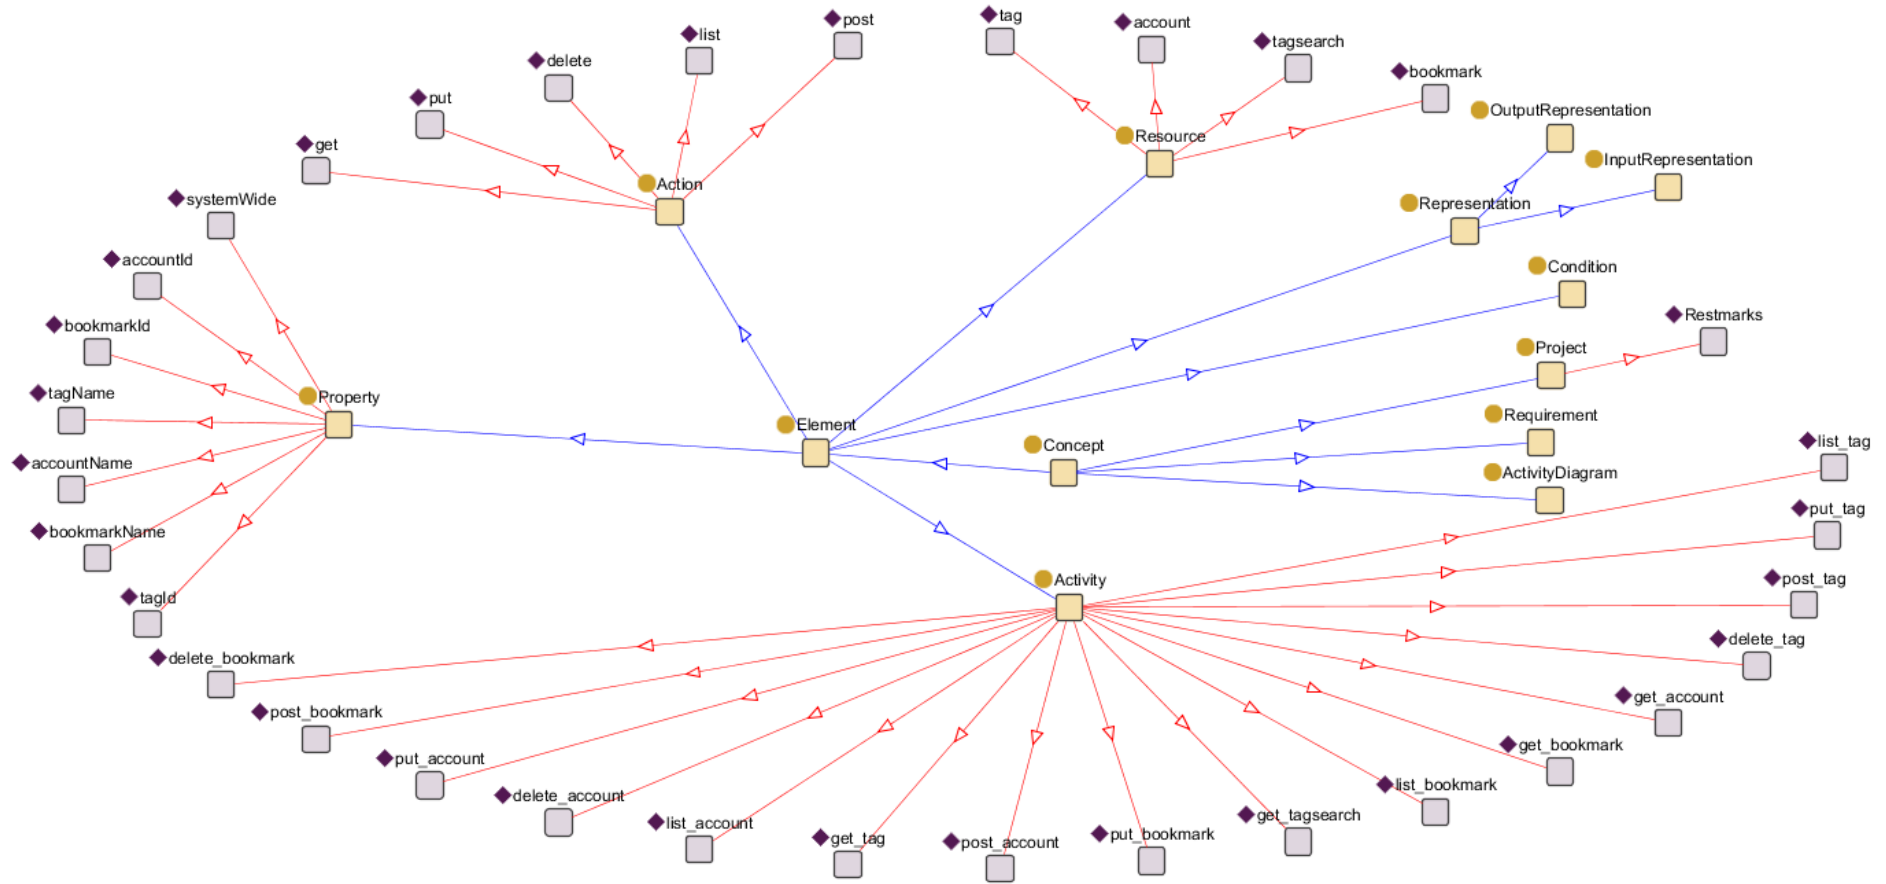 tag
post
account
list
tagsearch
delete
bookmark
put
OutputRepresentation
Resource
get
InputRepresentation
Action
systemWide
Representation
accountId
Condition
Restmarks
bookmarkId
Project
tagName
Property
Requirement
Element
list_tag
Concept
accountName
ActivityDiagram
put_tag
bookmarkName
Activity
post_tag
tagId
delete_tag
delete_bookmark
get_account
post_bookmark
get_bookmark
put_account
list_bookmark
delete_account
get_tagsearch
list_account
put_bookmark
get_tag
post_account